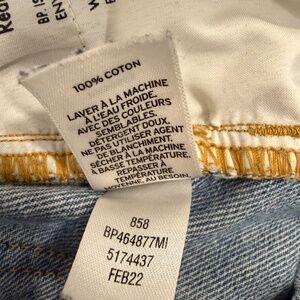 100% COTON
LAVER À LA MACHINE
À L'EAU FROIDE.
AVEC DES COULEURS
SEMBLABLES.
DÉTERGENT DOUX.
NE PAS UTILISER AGENT
DE BLANCHIMENT.
SÉCHER À LA MACHINE
À BASSE TEMPÉRATURE.
REPASSER À
TEMPÉRATURE
MOYENNE, AU BESOIN.
858
BP464877MI
5174437
FEB22